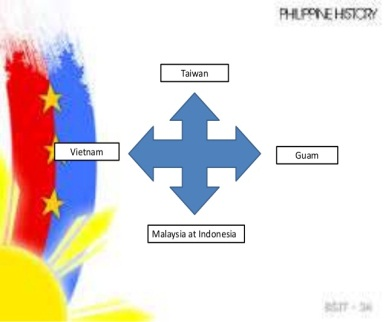 PHILIPPINE HISTORY
Taiwan
Vietnam
Guam
Malaysia at Indonesia